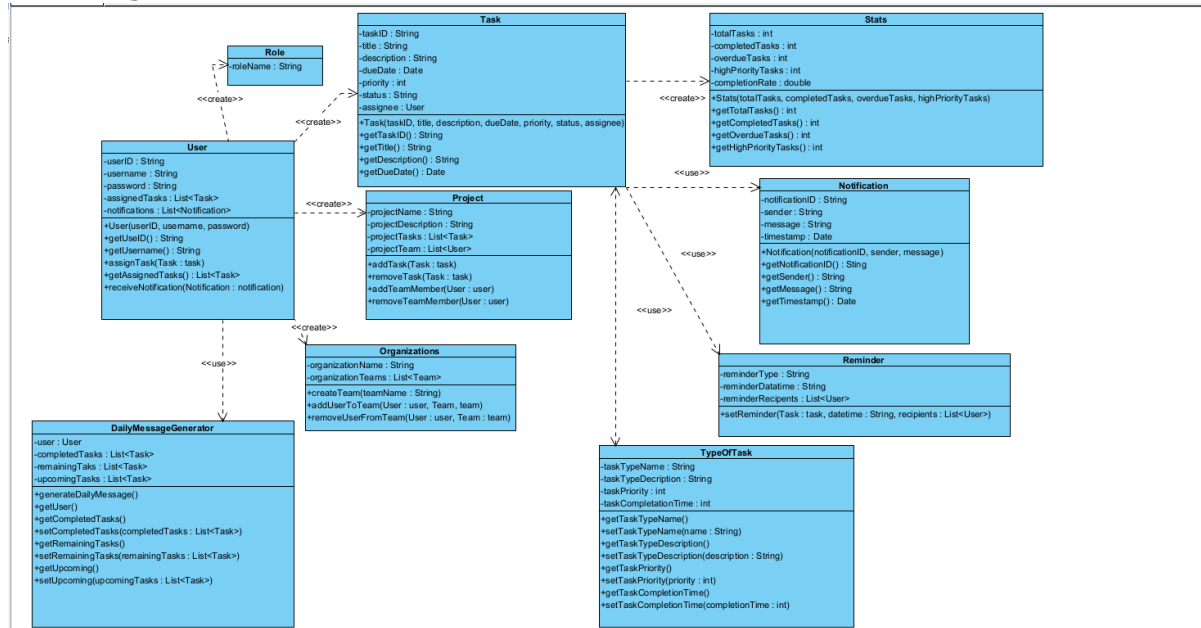 Role
-roleName : String
<<create>>
User
-userID : String
-username : String
-password : String
-assignedTasks : List<Task>
-notifications : List<Notification>
+User(userID, username, password)
+getUseID() : String
+getUsername() : String
+assignTask(Task : task)
+getAssignedTasks() : List<Task>
+receiveNotification(Notification : notification)
<<create>>
Task
-taskID : String
-title : String
-description : String
-dueDate : Date
-priority : int
-status : String
-assignee : User
+Task(taskID, title, description, dueDate, priority, status, assignee)
+getTaskID() : String
+getTitle() : String
+getDescription() : String
+getDueDate() : Date
<<create>>
Stats
-totalTasks : int
-completedTasks : int
-overdueTasks : int
-highPriorityTasks : int
-completionRate : double
+Stats(totalTasks, completedTasks, overdueTasks, highPriorityTasks)
+getTotalTasks() : int
+getCompletedTasks() : int
+getOverdueTasks() : int
+getHighPriorityTasks() : int
<<create>>
Project
-projectName : String
-projectDescription : String
-projectTasks : List<Task>
-projectTeam : List<User>
+addTask(Task : task)
+removeTask(Task : task)
+addTeamMember(User : user)
+removeTeamMember(User : user)
<<use>>
Notification
-notificationID : String
-sender : String
-message : String
-timestamp : Date
+Notification(notificationID, sender, message)
+getNotificationID() : Sting
+getSender() : String
+getMessage() : String
+getTimestamp() : Date
<<use>>
<<use>>
<<create>>
Organizations
-organizationName : String
-organizationTeams : List<Team>
+createTeam(teamName : String)
+addUserToTeam(User : user, Team, team)
+removeUserFromTeam(User : user, Team : team)
<<use>>
Reminder
-reminderType : String
-reminderDatatime : String
-reminderRecipents : List<User>
+setReminder(Task : task, datetime : String, recipients : List<User>)
DailyMessageGenerator
-user : User
-completedTasks : List<Task>
-remainingTaks : List<Task>
-upcomingTasks : List<Task>
+generateDailyMessage()
+getUser()
+getCompletedTasks()
+setCompletedTasks(completedTasks : List<Task>)
+getRemainingTasks()
+setRemainingTasks(remainingTasks : List<Task>)
+getUpcoming()
+setUpcoming(upcomingTasks : List<Task>)
TypeOfTask
-taskTypeName : String
-taskTypeDecription : String
-taskPriority : int
-taskCompletationTime : int
+getTaskTypeName()
+setTaskTypeName(name : String)
+getTaskTypeDescription()
+setTaskTypeDescription(description : String)
+getTaskPriority()
+setTaskPriority(priority : int)
+getTaskCompletionTime()
+setTaskCompletionTime(completionTime : int)